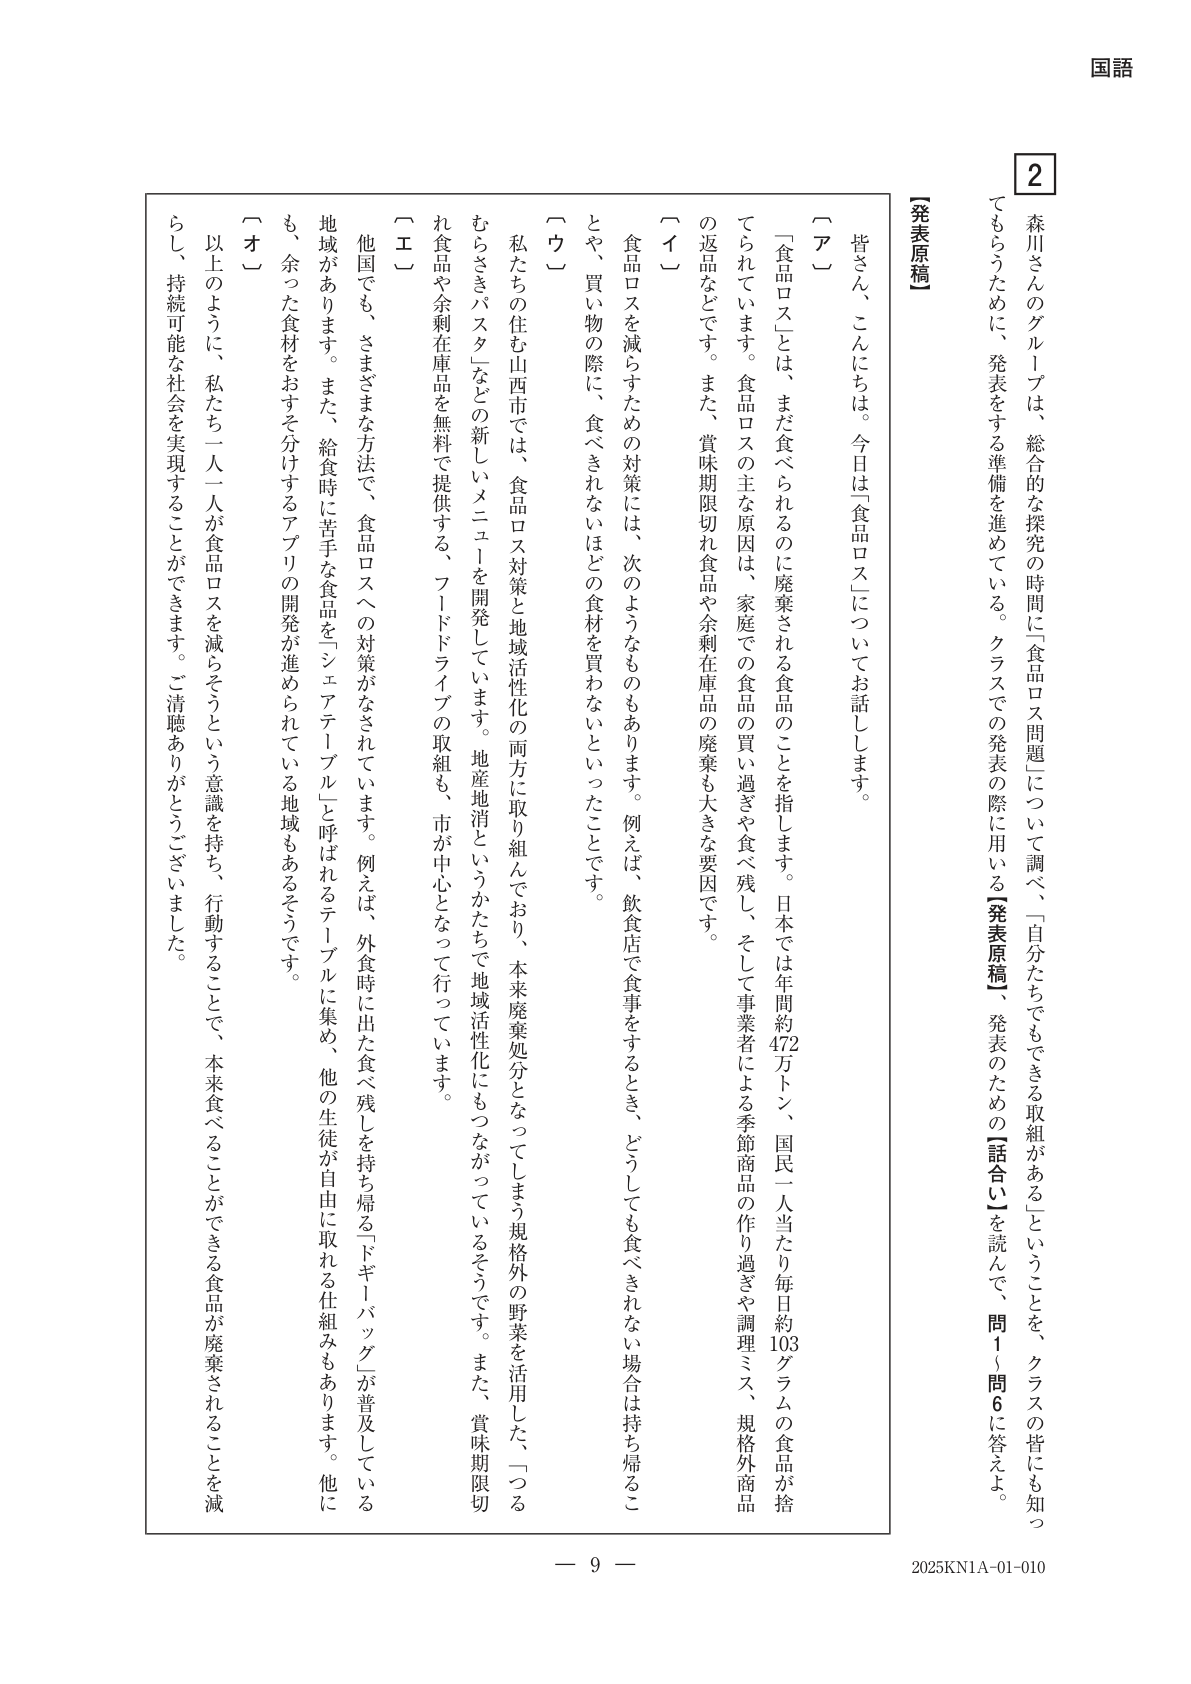 国語
2
森川さんのグループは、総合的な探究の時間に「食品ロス問題」について調べ、「自分たちでもできる取組がある」ということを、クラスの皆にも知っ
てもらうために、発表をする準備を進めている。クラスでの発表の際に用いる【発表原稿】、発表のための【話合い】を読んで、問1～問6に答えよ。
【発表原稿】
皆さん、こんにちは。今日は「食品ロス」についてお話しします。
〔ア〕
「食品ロス」とは、まだ食べられるのに廃棄される食品のことを指します。日本では年間約472万トン、国民一人当たり毎日約103グラムの食品が捨
てられています。食品ロスの主な原因は、家庭での食品の買い過ぎや食べ残し、そして事業者による季節商品の作り過ぎや調理ミス、規格外商品
の返品などです。また、賞味期限切れ食品や余剰在庫品の廃棄も大きな要因です。
〔イ〕
食品ロスを減らすための対策には、次のようなものもあります。例えば、飲食店で食事をするとき、どうしても食べきれない場合は持ち帰るこ
とや、買い物の際に、食べきれないほどの食材を買わないといったことです。
〔ウ〕
私たちの住む山西市では、食品ロス対策と地域活性化の両方に取り組んでおり、本来廃棄処分となってしまう規格外の野菜を活用した、「つる
むらさきパスタ」などの新しいメニューを開発しています。地産地消というかたちで地域活性化にもつながっているそうです。また、賞味期限切
れ食品や余剰在庫品を無料で提供する、フードドライブの取組も、市が中心となって行っています。
〔エ〕
他国でも、さまざまな方法で、食品ロスへの対策がなされています。例えば、外食時に出た食べ残しを持ち帰る「ドギーバッグ」が普及している
地域があります。また、給食時に苦手な食品を「シェアテーブル」と呼ばれるテーブルに集め、他の生徒が自由に取れる仕組みもあります。他に
も、余った食材をおすそ分けするアプリの開発が進められている地域もあるそうです。
〔オ〕
以上のように、私たち一人一人が食品ロスを減らそうという意識を持ち、行動することで、本来食べることができる食品が廃棄されることを減
らし、持続可能な社会を実現することができます。ご清聴ありがとうございました。
— 9 —
2025KN1A-01-010